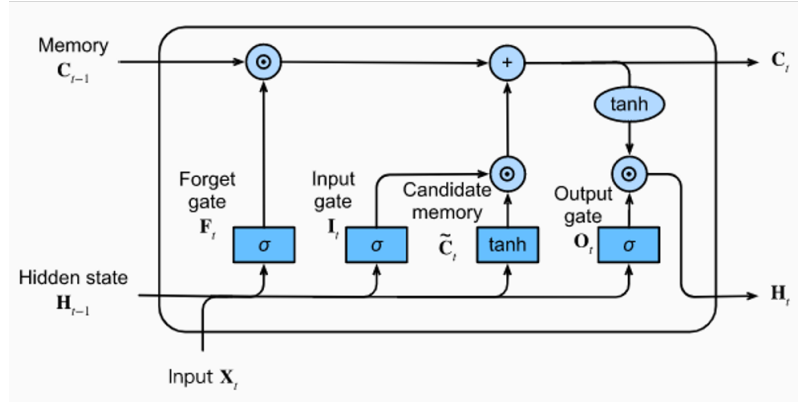 Memory
C_{t-1}
⊙
+
C_t
tanh
Forget
gate
F_t
Input
gate
I_t
Candidate
memory
C̃_t
⊙
Output
gate
O_t
⊙
σ
σ
tanh
σ
Hidden state
H_{t-1}
H_t
Input X_t